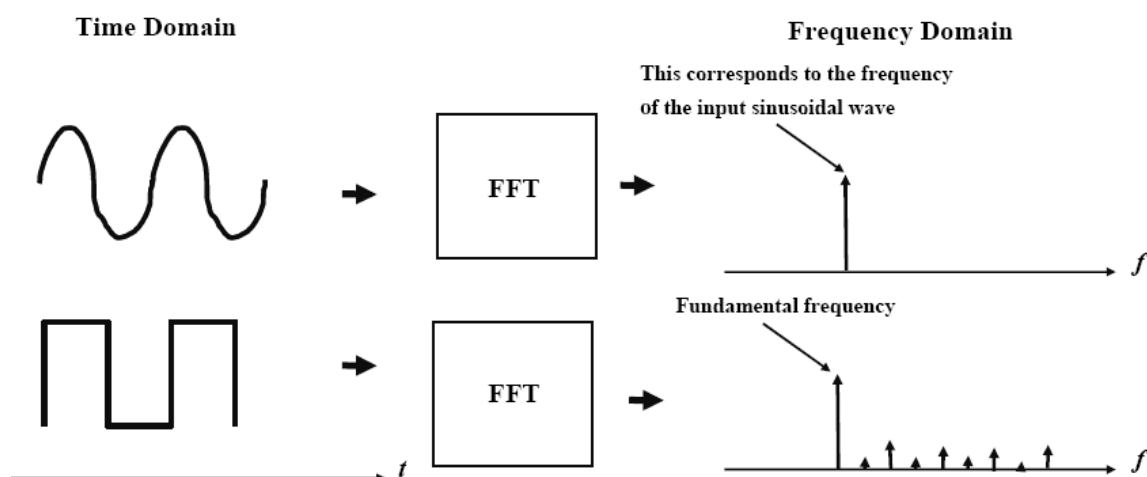 Time Domain
Frequency Domain
This corresponds to the frequency
of the input sinusoidal wave
FFT
f
Fundamental frequency
FFT
t
f